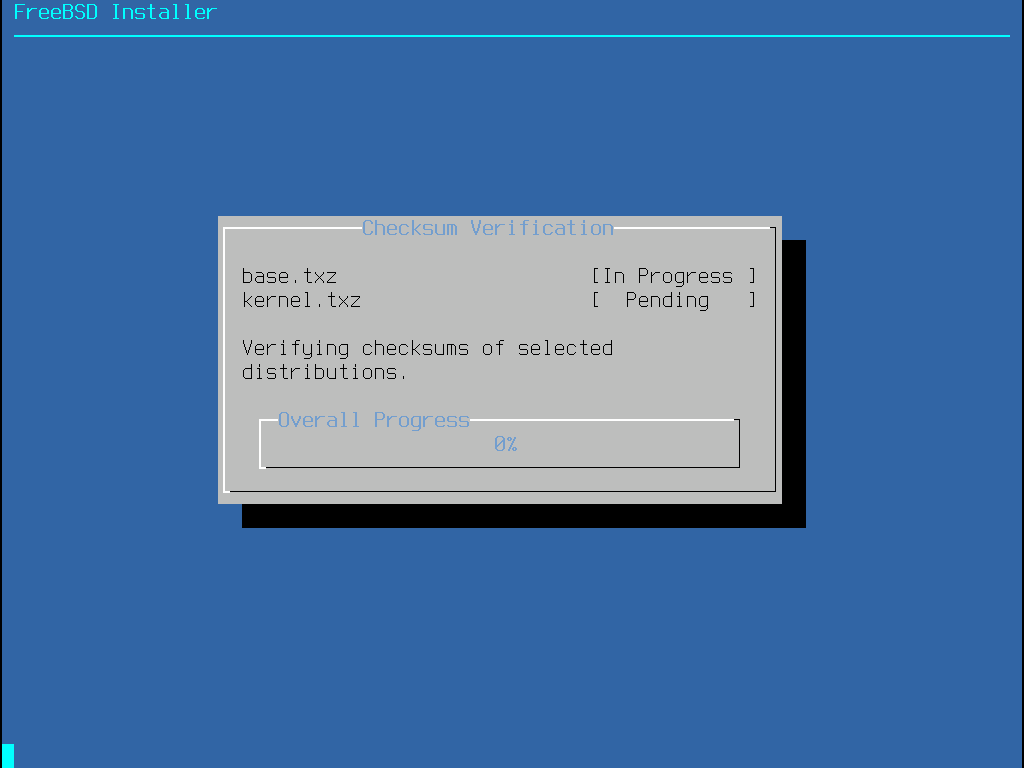 FreeBSD Installer
Checksum Verification
base.txz [In Progress ]
kernel.txz [  Pending   ]
Verifying checksums of selected
distributions.
Overall Progress
0%